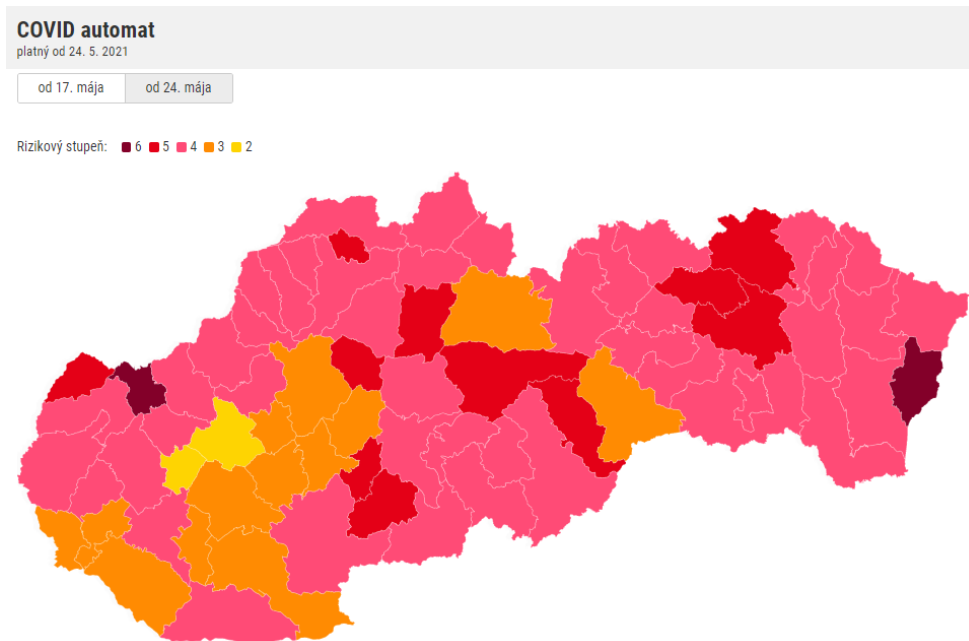 COVID automat
platný od 24. 5. 2021
od 17. mája od 24. mája
Rizikový stupeň: 6 5 4 3 2